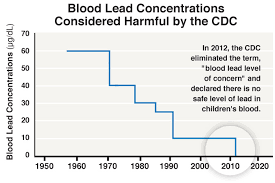 Blood Lead Concentrations
Considered Harmful by the CDC
Blood Lead Concentrations (µg/dL)
70
60
50
40
30
20
10
0
In 2012, the CDC
eliminated the term,
"blood lead level
of concern" and
declared there is no
safe level of lead in
children's blood.
1950
1960
1970
1980
1990
2000
2010
2020